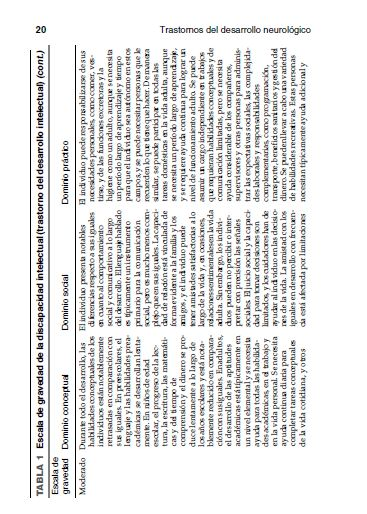 20 Trastornos del desarrollo neurológico
TABLA 1 Escala de gravedad de la discapacidad intelectual (trastorno del desarrollo intelectual) (cont.)
Escala de
gravedad
Dominio conceptual
Dominio social
Dominio práctico
Moderado
Durante todo el desarrollo, las
habilidades conceptuales de los
individuos están notablemente
retrasadas en comparación con
sus iguales. En preescolares, el
lenguaje y las habilidades prea-
cadémicas se desarrollan lenta-
mente. En niños de edad
escolar, el progreso de la lec-
tura, la escritura, las matemáti-
cas y del tiempo de
comprensión y el dinero se pro-
duce lentamente a lo largo de
los años escolares y está nota-
blemente reducido en compara-
ción con sus iguales. En adultos,
el desarrollo de las aptitudes
académicas está típicamente en
un nivel elemental y se necesita
ayuda para todas las habilida-
des académicas, en el trabajo y
en la vida personal. Se necesita
ayuda continua diaria para
completar tareas conceptuales
de la vida cotidiana, y otros
El individuo presenta notables
diferencias respecto a sus iguales
en cuanto al comportamiento
social y comunicativo a lo largo
del desarrollo. El lenguaje hablado
es típicamente un instrumento
primario para la comunicación
social, pero es mucho menos com-
plejo que en sus iguales. La capaci-
dad de relación está vinculada de
forma evidente a la familia y los
amigos, y el individuo puede
tener amistades satisfactorias a lo
largo de la vida y, en ocasiones,
relaciones sentimentales en la vida
adulta. Sin embargo, los indivi-
duos pueden no percibir o inter-
pretar con precisión las señales
sociales. El juicio social y la capaci-
dad para tomar decisiones son
limitados, y los cuidadores han de
ayudar al individuo en las decisio-
nes de la vida. La amistad con los
iguales en desarrollo con frecuen-
cia está afectada por limitaciones
El individuo puede responsabilizarse de sus
necesidades personales, como comer, ves-
tirse, y de las funciones excretoras y la
higiene como un adulto, aunque se necesita
un período largo de aprendizaje y tiempo
para que el individuo sea autónomo en estos
campos y se puede necesitar personas que le
recuerden lo que tiene que hacer. De manera
similar, se puede participar en todas las
tareas domésticas en la vida adulta, aunque
se necesita un período largo de aprendizaje,
y se requiere ayuda continua para lograr un
nivel de funcionamiento adulto. Se puede
asumir un cargo independiente en trabajos
que requieran habilidades conceptuales y de
comunicación limitadas, pero se necesita
ayuda considerable de los compañeros,
supervisores y otras personas para adminis-
trar las expectativas sociales, las complejida-
des laborales y responsabilidades
complementarias, como programación,
transporte, beneficios sanitarios y gestión del
dinero. Se pueden llevar a cabo una variedad
de habilidades recreativas. Estas personas
necesitan típicamente ayuda adicional y